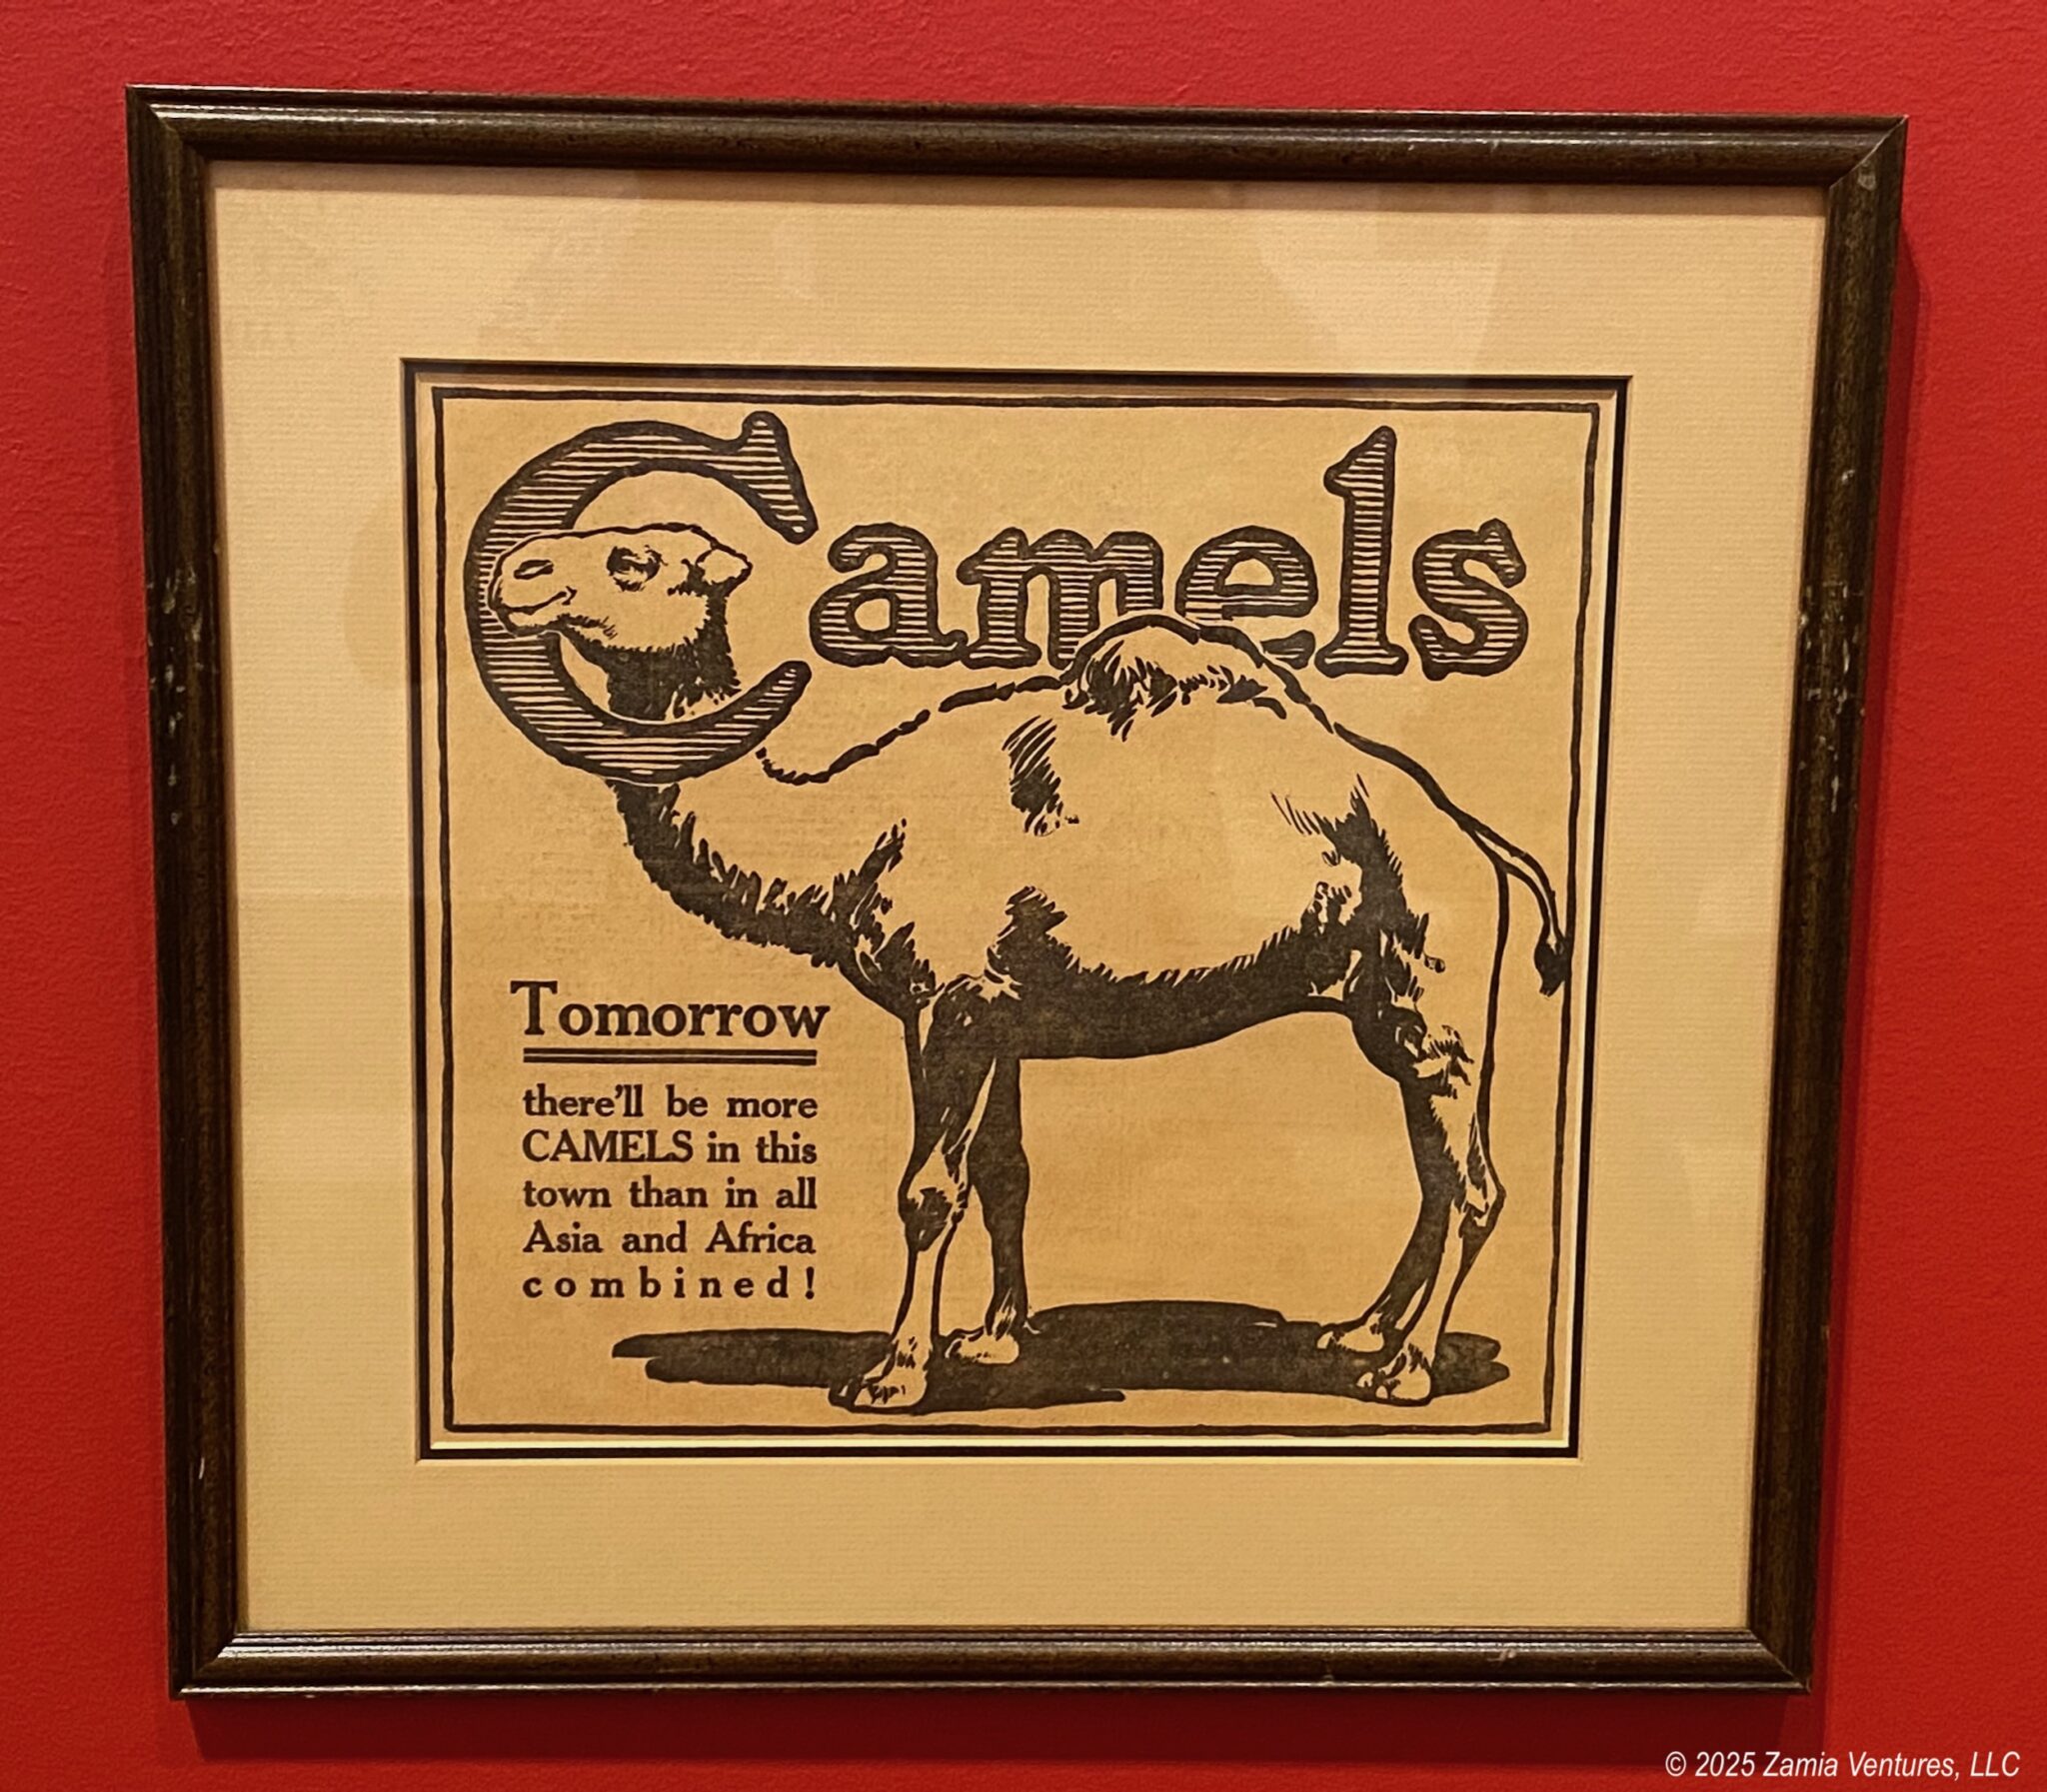 Camels
Tomorrow
there'll be more
CAMELS in this
town than in all
Asia and Africa
combined!
© 2025 Zamia Ventures, LLC